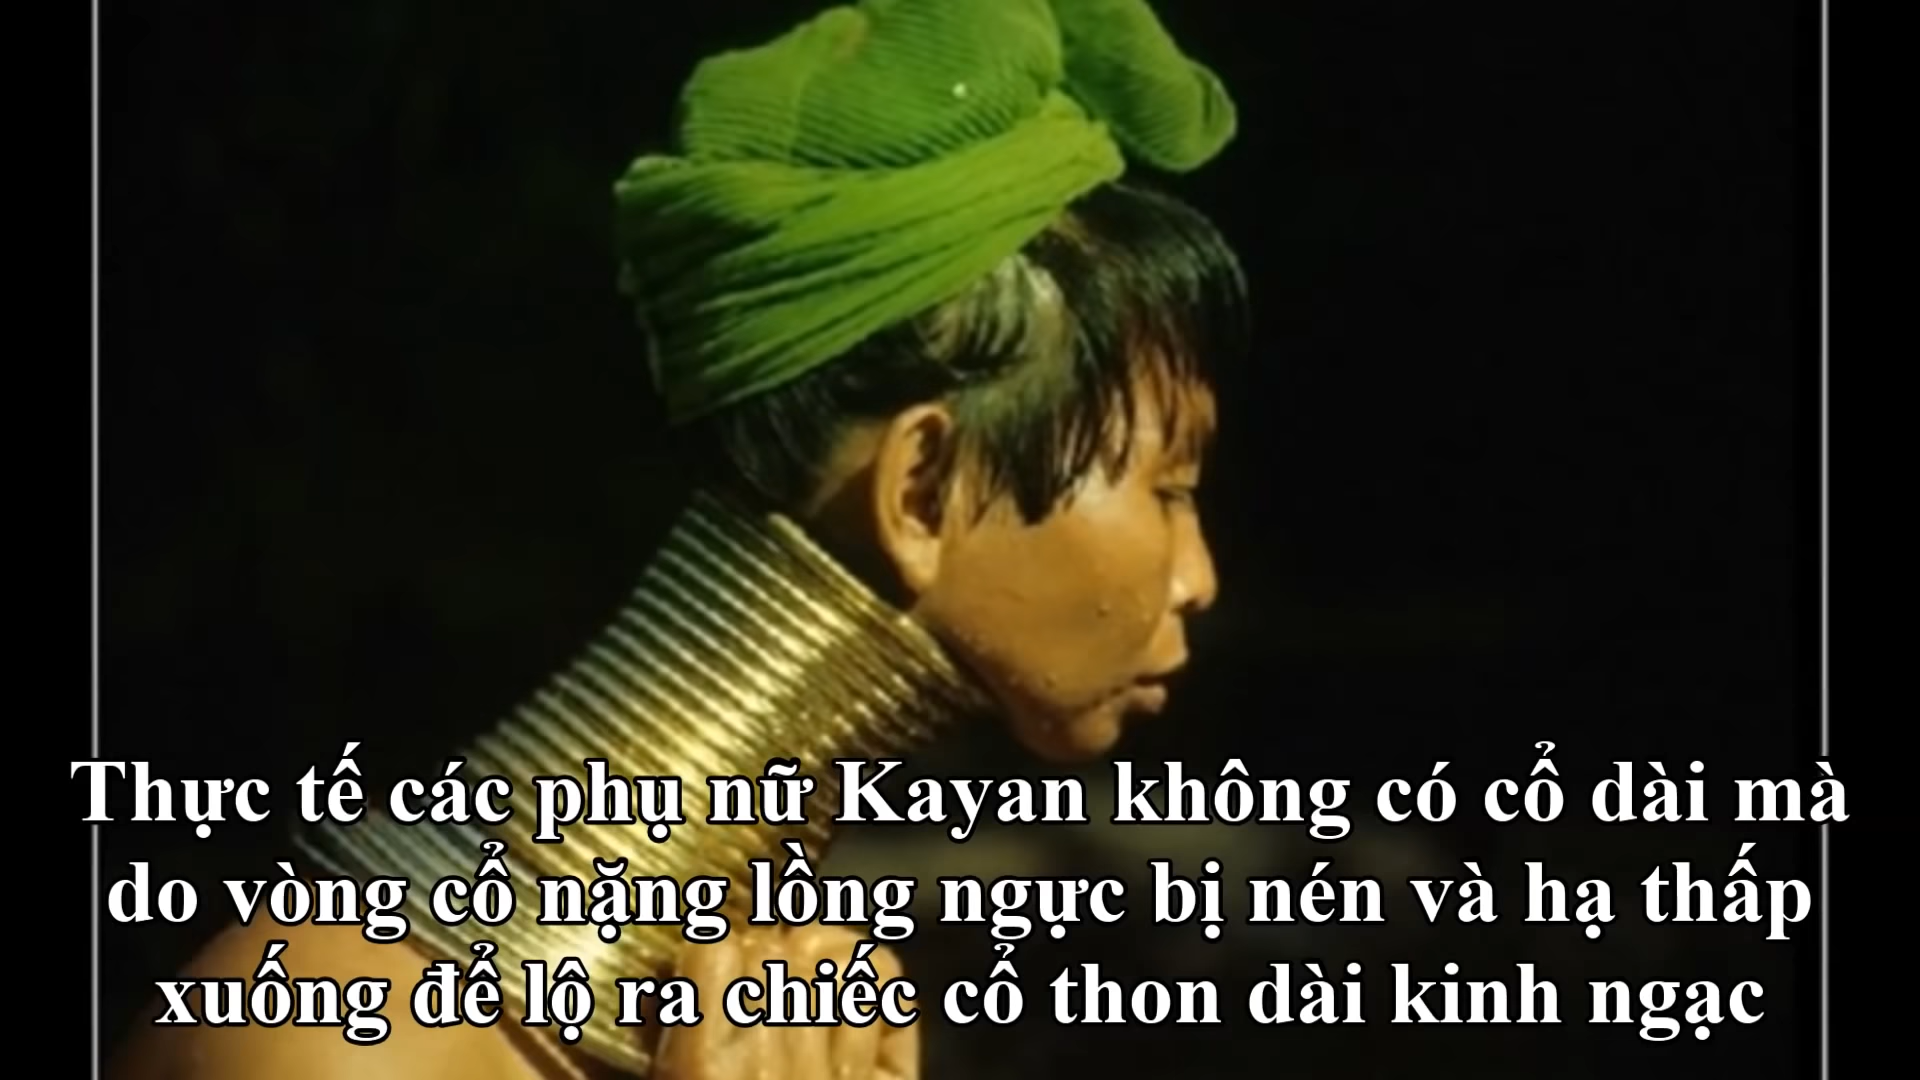 Thực tế các phụ nữ Kayan không có cổ dài mà
do vòng cổ nặng lồng ngực bị nén và hạ thấp
xuống để lộ ra chiếc cổ thon dài kinh ngạc